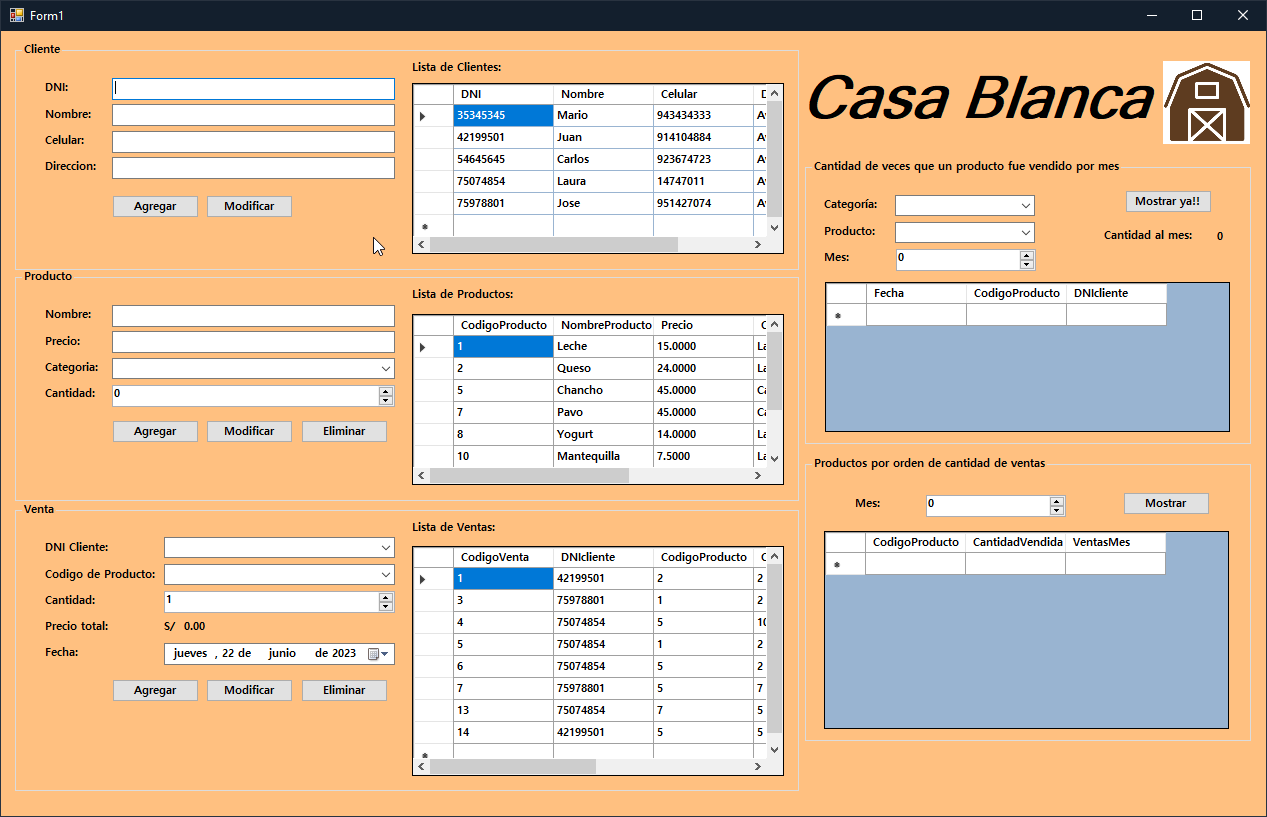 Form1
Cliente
DNI:
Nombre:
Celular:
Direccion:
Agregar Modificar
Lista de Clientes:
DNI Nombre Celular
35345345 Mario 943434333
42199501 Juan 914104884
54645645 Carlos 923674723
75074854 Laura 14747011
75978801 Jose 951427074
Casa Blanca
Cantidad de veces que un producto fue vendido por mes
Categoría:
Mostrar ya!!
Producto:
Cantidad al mes: 0
Mes: 0
Fecha CodigoProducto DNIcliente
Producto
Nombre:
Precio:
Categoria:
Cantidad: 0
Agregar Modificar Eliminar
Lista de Productos:
CodigoProducto NombreProducto Precio
1 Leche 15.0000
2 Queso 24.0000
5 Chancho 45.0000
7 Pavo 45.0000
8 Yogurt 14.0000
10 Mantequilla 7.5000
Productos por orden de cantidad de ventas
Mes: 0 Mostrar
CodigoProducto CantidadVendida VentasMes
Venta
DNI Cliente:
Codigo de Producto:
Cantidad: 1
Precio total: S/ 0.00
Fecha: jueves , 22 de junio de 2023
Agregar Modificar Eliminar
Lista de Ventas:
CodigoVenta DNIcliente CodigoProducto
1 42199501 2 2
3 75978801 1 2
4 75074854 5 10
5 75074854 1 2
6 75074854 5 2
7 75978801 5 7
13 75074854 7 5
14 42199501 5 5